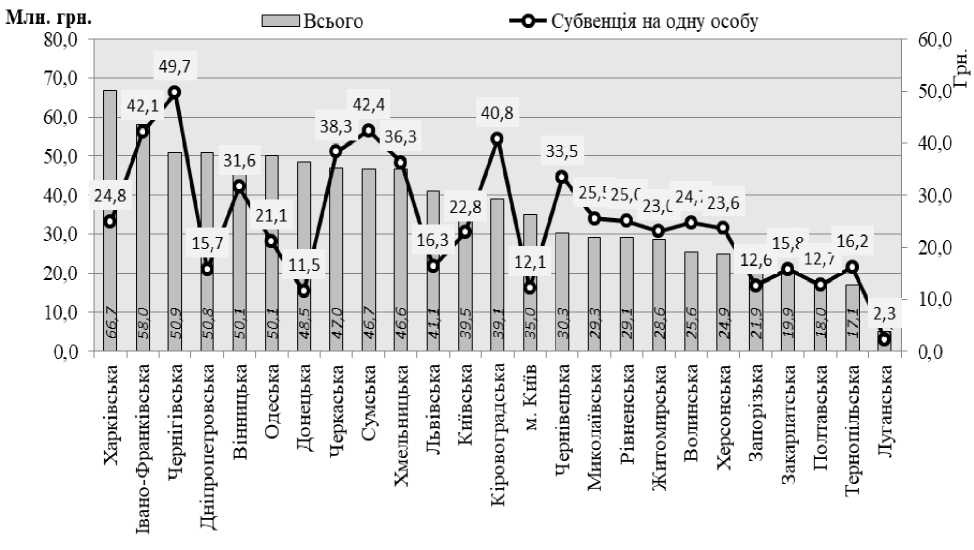 Млн. грн.
Всього
Субвенція на одну особу
80,0
70,0
60,0
50,0
40,0
30,0
20,0
10,0
0,0
60,0
50,0
40,0
30,0
20,0
10,0
0,0
Грн.
24,8
42,1
49,7
15,7
31,6
21,1
11,5
38,3
42,4
36,3
16,3
22,8
40,8
12,1
33,5
25,5
25,0
23,0
24,7
23,6
12,6
15,8
12,7
16,2
2,3
66,7
58,0
50,9
50,8
50,1
50,1
48,5
47,0
46,7
46,6
41,1
39,5
39,1
35,0
30,3
29,3
29,1
28,6
25,6
24,9
21,9
19,9
18,0
17,1
Харківська
Івано-Франківська
Чернігівська
Дніпропетровська
Вінницька
Одеська
Донецька
Черкаська
Сумська
Хмельницька
Львівська
Київська
Кіровоградська
м. Київ
Чернівецька
Миколаївська
Рівненська
Житомирська
Волинська
Херсонська
Запорізька
Закарпатська
Полтавська
Тернопільська
Луганська